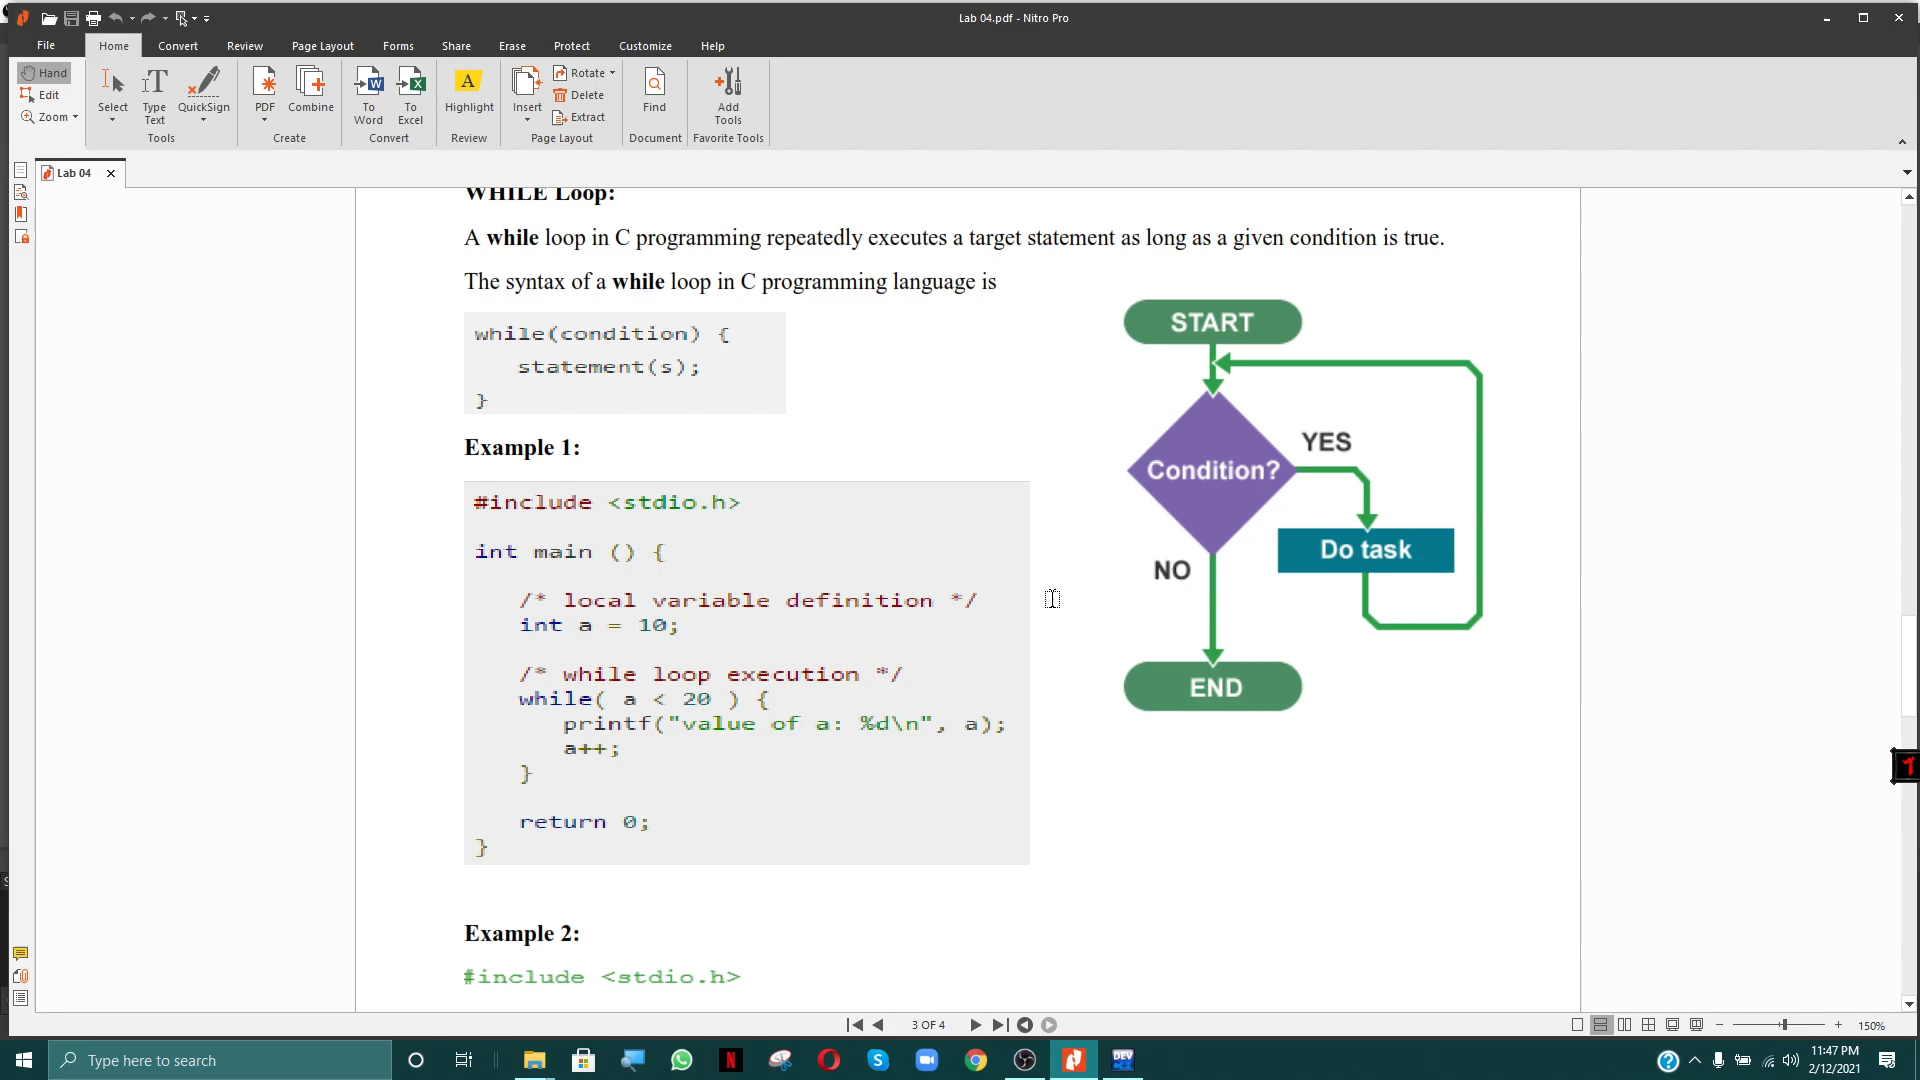 Lab 04.pdf - Nitro Pro
File Home Convert Review Page Layout Forms Share Erase Protect Customize Help
Hand
Edit
Zoom
Select
Type Text
QuickSign
Tools
PDF
Combine
Create
To Word
To Excel
Convert
Highlight
Review
Insert
Rotate
Delete
Extract
Page Layout
Find
Document
Add Tools
Favorite Tools
Lab 04
WHILE Loop:
A while loop in C programming repeatedly executes a target statement as long as a given condition is true.
The syntax of a while loop in C programming language is
while(condition) {
statement(s);
}
START
Condition?
YES
Do task
NO
END
Example 1:
#include <stdio.h>
int main () {
/* local variable definition */
int a = 10;
/* while loop execution */
while( a < 20 ) {
printf("value of a: %d\n", a);
a++;
}
return 0;
}
Example 2:
#include <stdio.h>
3 OF 4
150%
Type here to search
DEV
11:47 PM
2/12/2021